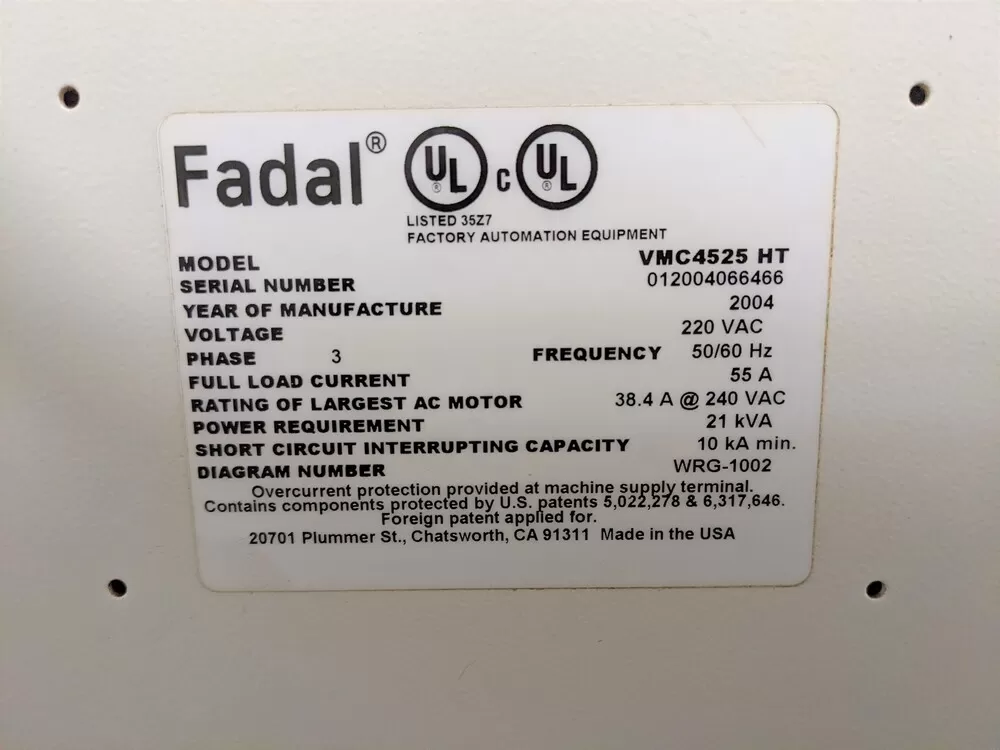 Fadal®
UL® C UL®
LISTED 35Z7
FACTORY AUTOMATION EQUIPMENT
MODEL VMC4525 HT
SERIAL NUMBER 012004066466
YEAR OF MANUFACTURE 2004
VOLTAGE 220 VAC
PHASE 3 FREQUENCY 50/60 Hz
FULL LOAD CURRENT 55 A
RATING OF LARGEST AC MOTOR 38.4 A @ 240 VAC
POWER REQUIREMENT 21 kVA
SHORT CIRCUIT INTERRUPTING CAPACITY 10 kA min.
DIAGRAM NUMBER WRG-1002
Overcurrent protection provided at machine supply terminal.
Contains components protected by U.S. patents 5,022,278 & 6,317,646.
Foreign patent applied for.
20701 Plummer St., Chatsworth, CA 91311 Made in the USA